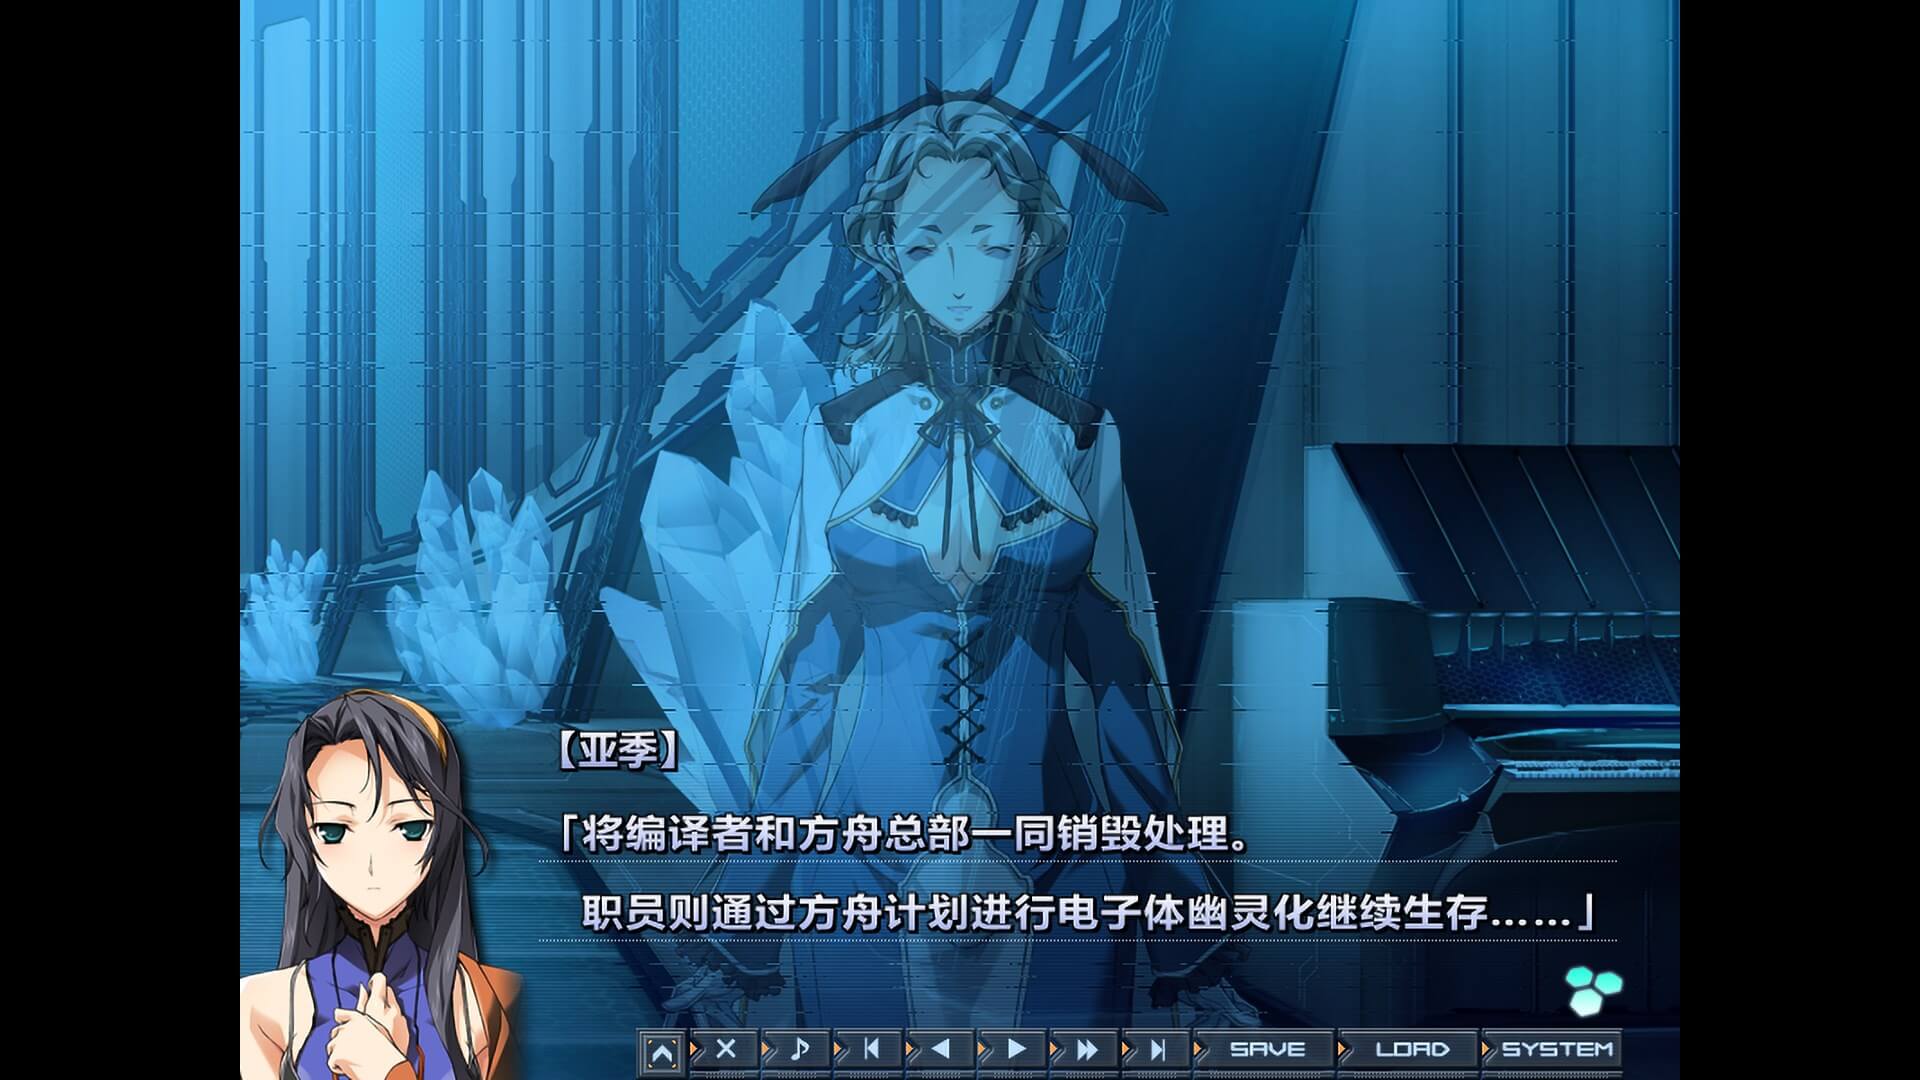 【亚季】
「将编译者和方舟总部一同销毁处理。
职员则通过方舟计划进行电子体幽灵化继续生存……」
SAVE LOAD SYSTEM